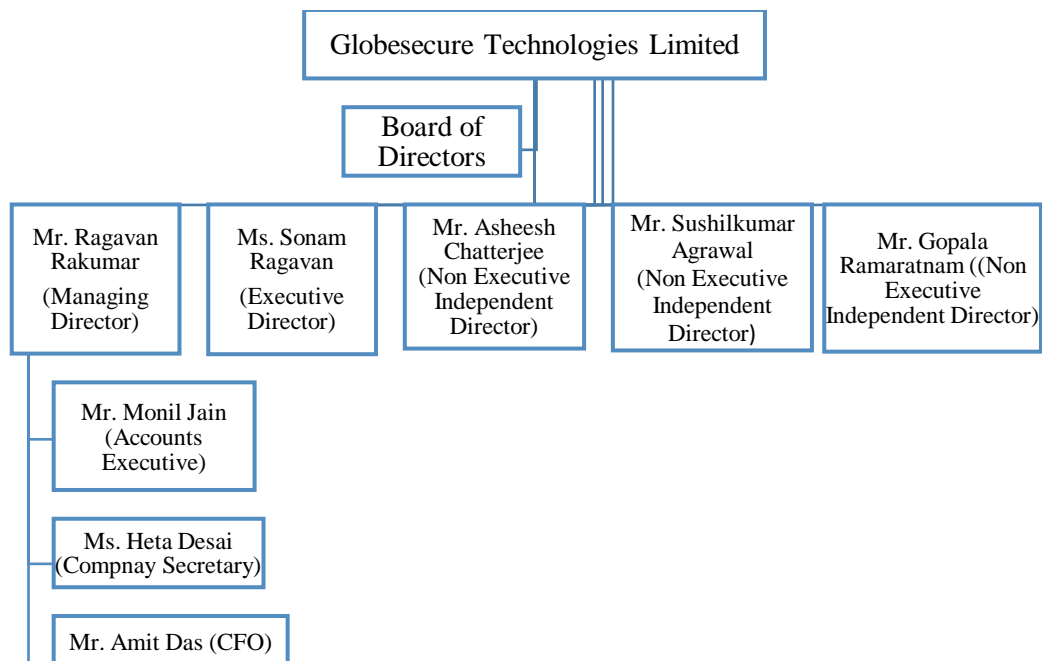 Globesecure Technologies Limited
Board of
Directors
Mr. Ragavan
Rakumar
(Managing
Director)
Ms. Sonam
Ragavan
(Executive
Director)
Mr. Asheesh
Chatterjee
(Non Executive
Independent
Director)
Mr. Sushilkumar
Agrawal
(Non Executive
Independent
Director)
Mr. Gopala
Ramaratnam ((Non
Executive
Independent Director)
Mr. Monil Jain
(Accounts
Executive)
Ms. Heta Desai
(Compnay Secretary)
Mr. Amit Das (CFO)